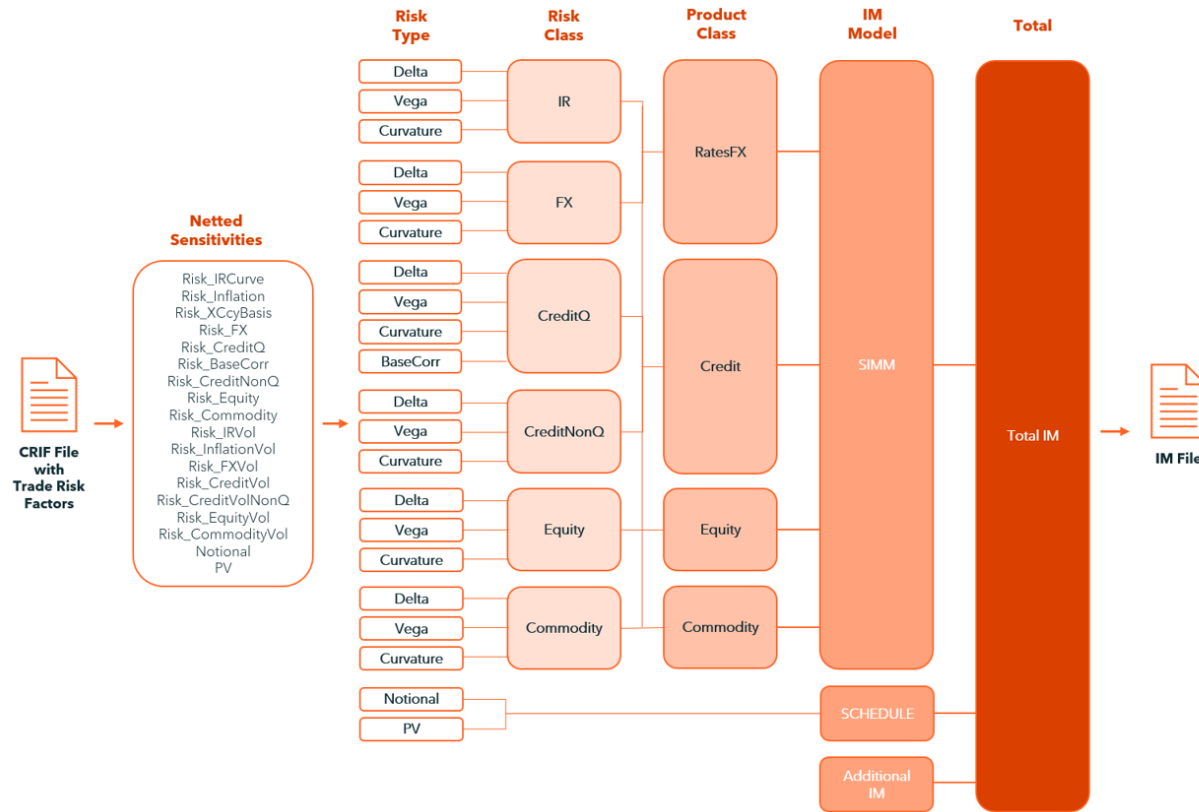 Risk
Type
Risk
Class
Product
Class
IM
Model
Total
Delta
Vega
Curvature
IR
Delta
Vega
Curvature
FX
RatesFX
Netted
Sensitivities
Risk_IRCurve
Risk_Inflation
Risk_XCcyBasis
Risk_FX
Risk_CreditQ
Risk_BaseCorr
Risk_CreditNonQ
Risk_Equity
Risk_Commodity
Risk_IRVol
Risk_InflationVol
Risk_FXVol
Risk_CreditVol
Risk_CreditVolNonQ
Risk_EquityVol
Risk_CommodityVol
Notional
PV
CRIF File
with
Trade Risk
Factors
Delta
Vega
Curvature
BaseCorr
CreditQ
Delta
Vega
Curvature
CreditNonQ
Credit
SIMM
Total IM
IM File
Delta
Vega
Curvature
Equity
Equity
Delta
Vega
Curvature
Commodity
Commodity
Notional
PV
SCHEDULE
Additional
IM